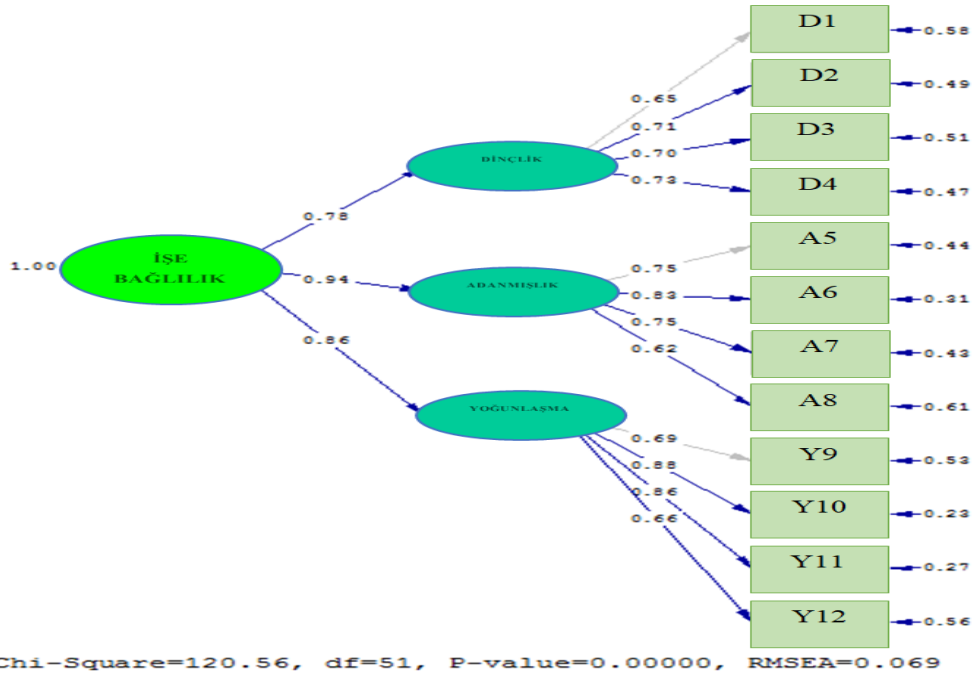 D1
0.58
D2
0.49
0.65
0.71
D3
0.51
DİNÇLİK
0.70
0.73
D4
0.47
0.78
A5
0.44
1.00
İŞE
BAĞLILIK
0.94
0.75
ADANMIŞLIK
0.83
A6
0.31
0.75
0.86
0.62
A7
0.43
A8
0.61
YOĞUNLAŞMA
0.69
Y9
0.53
0.88
0.86
0.66
Y10
0.23
Y11
0.27
Y12
0.56
Chi-Square=120.56, df=51, P-value=0.00000, RMSEA=0.069